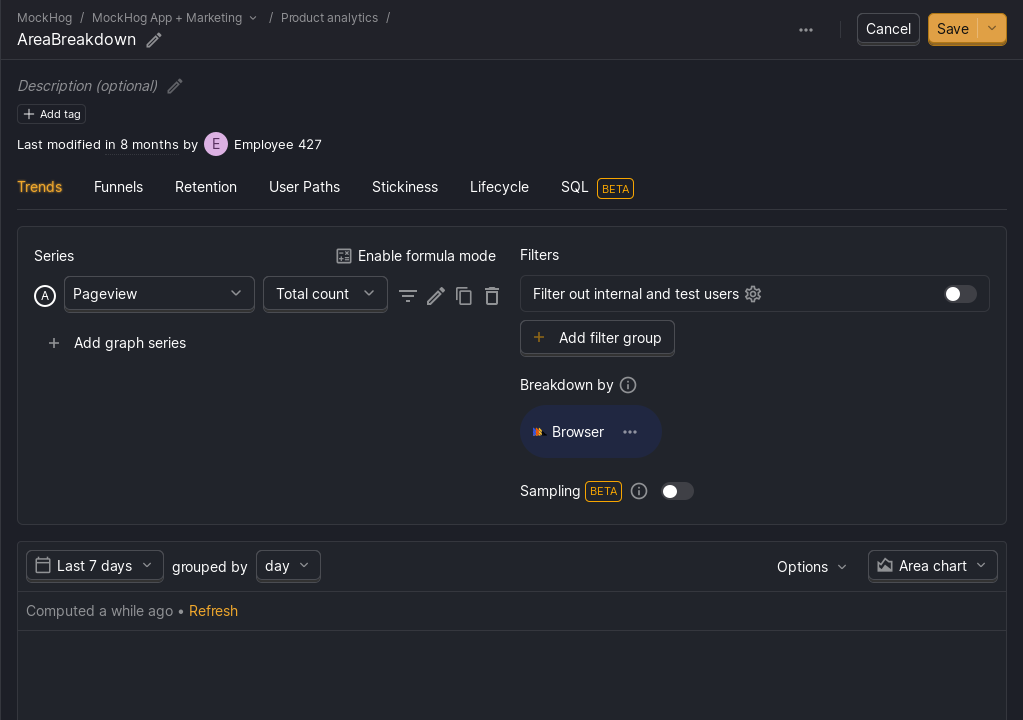 MockHog / MockHog App + Marketing / Product analytics /
AreaBreakdown
Cancel
Save
Description (optional)
Add tag
Last modified in 8 months by E Employee 427
Trends Funnels Retention User Paths Stickiness Lifecycle SQL BETA
Series
Enable formula mode
A Pageview Total count
Add graph series
Filters
Filter out internal and test users
Add filter group
Breakdown by
Browser
Sampling BETA
Last 7 days grouped by day Options Area chart
Computed a while ago • Refresh